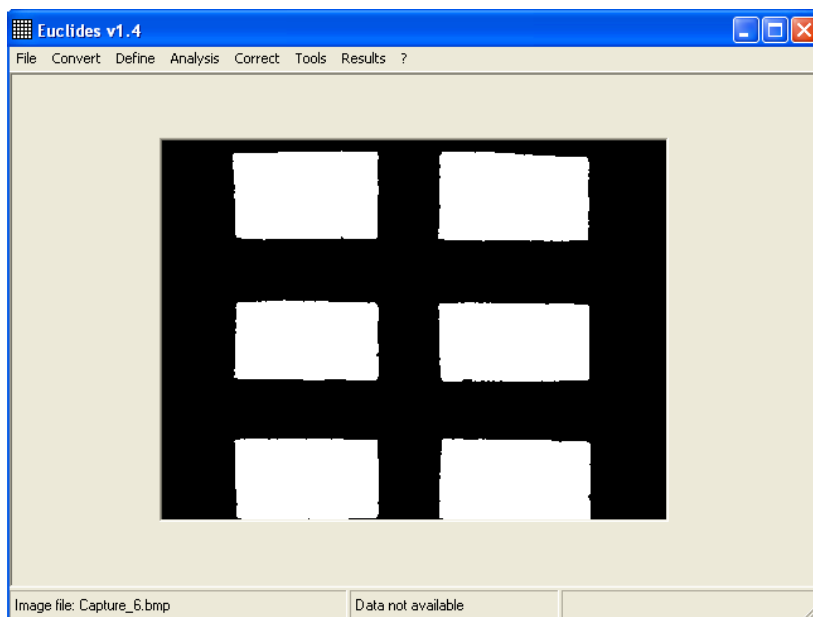 Euclides v1.4
File Convert Define Analysis Correct Tools Results ?
Image file: Capture_6.bmp Data not available